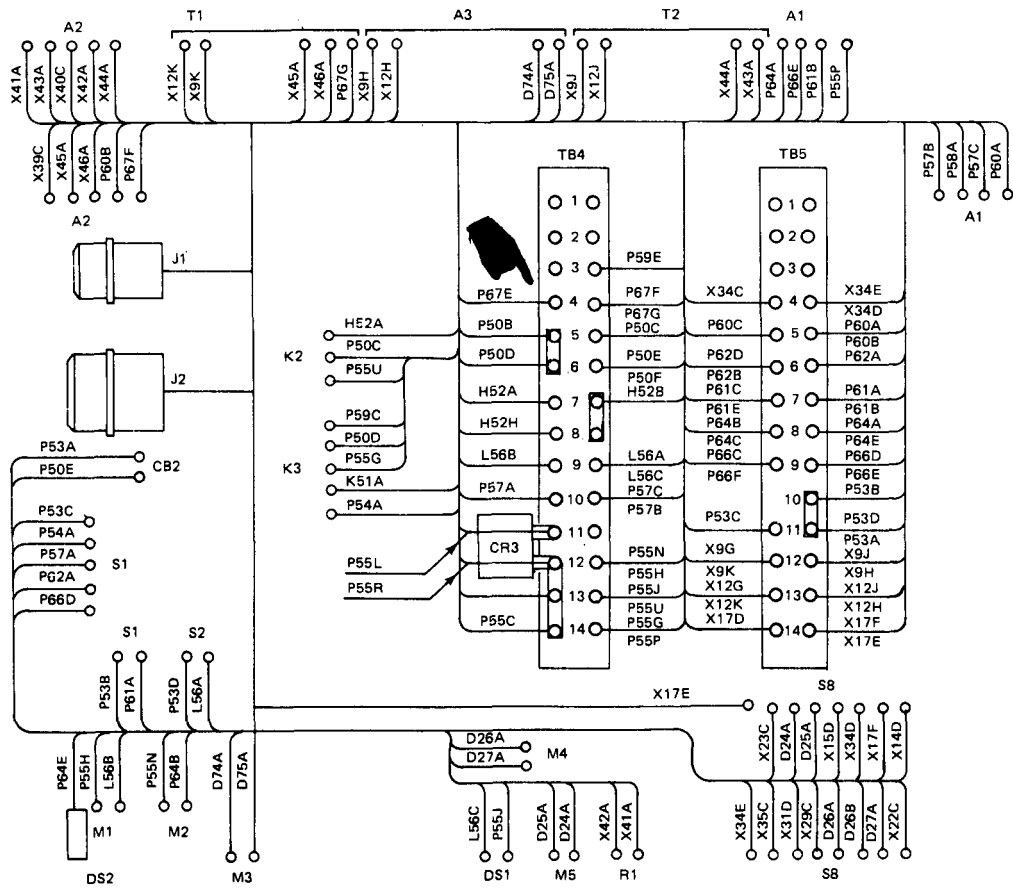 A2
T1
A3
T2
A1
X41A
X43A
X40C
X42A
X44A
X12K
X9K
X45A
X46A
P67G
X9H
X12H
D74A
D75A
X9J
X12J
X44A
X43A
P64A
P66E
P61B
P55P
X39C
X45A
X46A
P60B
P67F
A2
P57B
P58A
P57C
P60A
A1
J1
J2
TB4
TB5
1
2
3 P59E
P67E 4 P67F
P67G
P50B 5 P50C
P50D 6 P50E
P50F
H52A 7 H52B
H52H 8
L56B 9 L56A
L56C
P57A 10 P57C
P57B
11
CR3
12 P55N
P55H
13 P55J
P55U
P55C 14 P55G
P55P
1
2
3
X34C 4 X34E
X34D
P60C 5 P60A
P60B
P62D 6 P62A
P62B
P61C 7 P61A
P61E P61B
P64B 8 P64A
P64C P64E
P66C 9 P66D
P66F P66E
10 P53B
P53C 11 P53D
P53A
X9G 12 X9J
X9K X9H
X12G 13 X12J
X12K X12H
X17D 14 X17F
X17E
H52A
P50C
K2
P55U
P59C
P50D
P55G
K3
K51A
P54A
P55L
P55R
P53A
P50E
CB2
P53C
P54A
P57A
S1
P62A
P66D
S1
S2
P53B
P61A
P53D
L56A
P64E
P55H
L56B
P55N
P64B
D74A
D75A
M1
M2
DS2
M3
X17E
D26A
D27A
M4
L56C
P55J
D25A
D24A
X42A
X41A
DS1
M5
R1
S8
X23C
D24A
D25A
X15D
X34D
X17F
X14D
X34E
X35C
X31D
X29C
D26A
D26B
D27A
X22C
S8